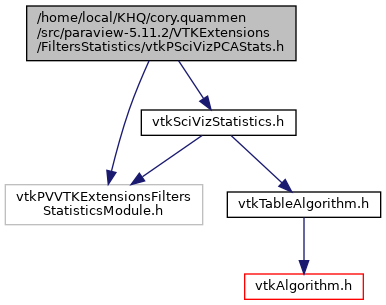 /home/local/KHQ/cory.quammen
/src/paraview-5.11.2/VTKExtensions
/FiltersStatistics/vtkPSciVizPCAStats.h
vtkSciVizStatistics.h
vtkPVVTKExtensionsFilters
StatisticsModule.h
vtkTableAlgorithm.h
vtkAlgorithm.h